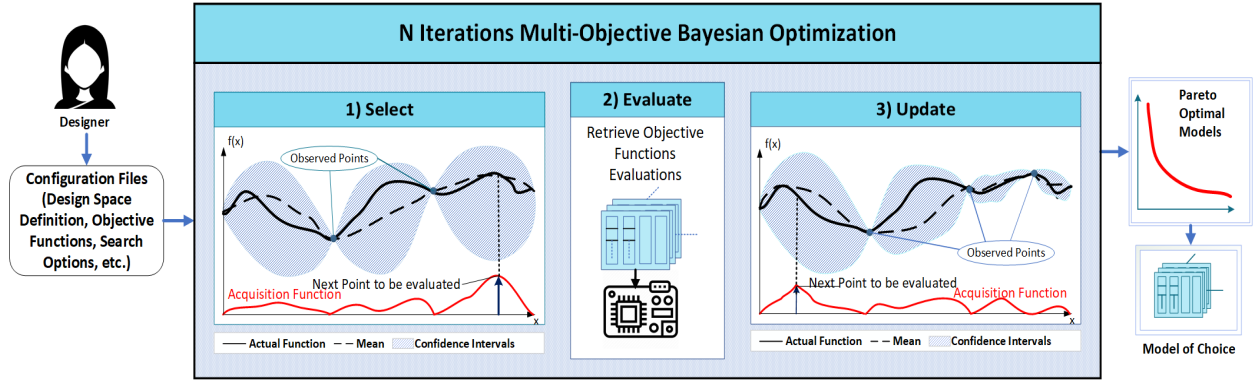 N Iterations Multi-Objective Bayesian Optimization
Designer
Configuration Files
(Design Space
Definition, Objective
Functions, Search
Options, etc.)
1) Select
f(x)
Observed Points
Next Point to be evaluated
Acquisition Function
x
Actual Function
Mean
Confidence Intervals
2) Evaluate
Retrieve Objective
Functions
Evaluations
3) Update
f(x)
Observed Points
Next Point to be evaluated
Acquisition Function
x
Actual Function
Mean
Confidence Intervals
Pareto
Optimal
Models
Model of Choice